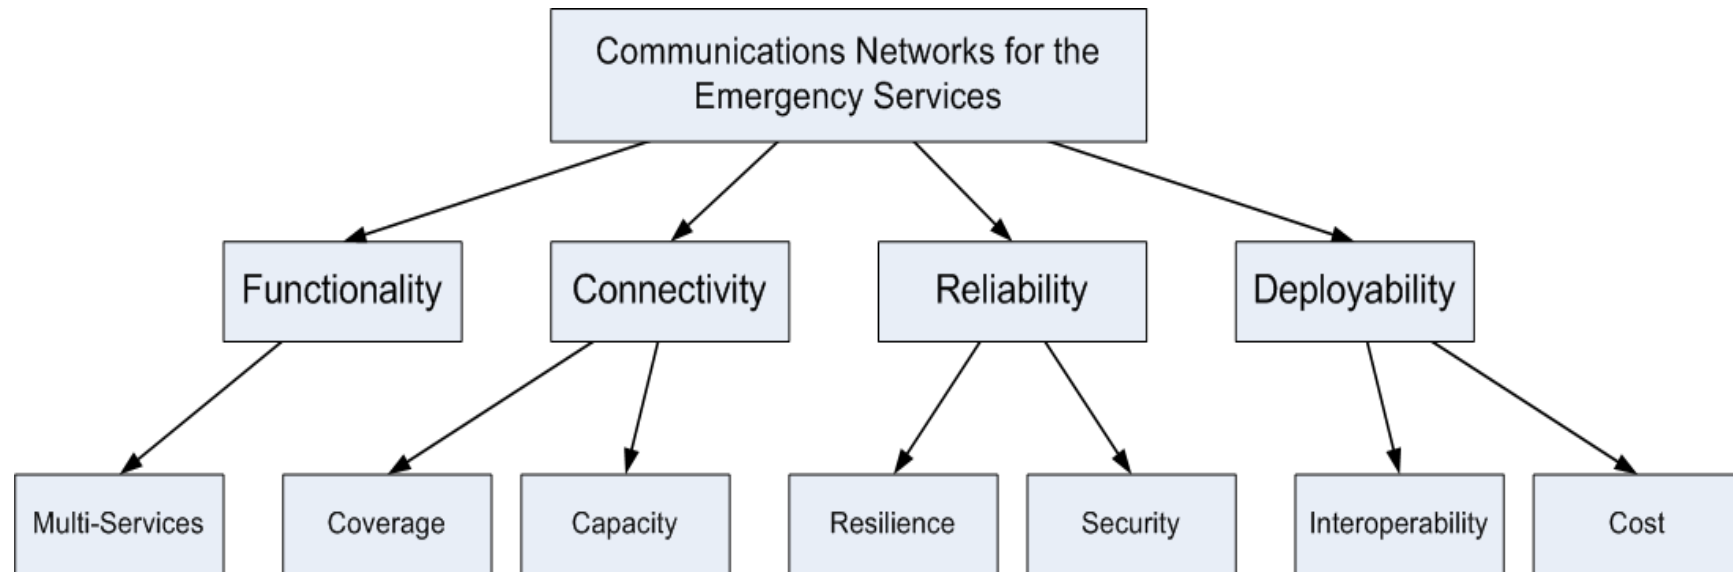 Communications Networks for the
Emergency Services
Functionality
Connectivity
Reliability
Deployability
Multi-Services
Coverage
Capacity
Resilience
Security
Interoperability
Cost